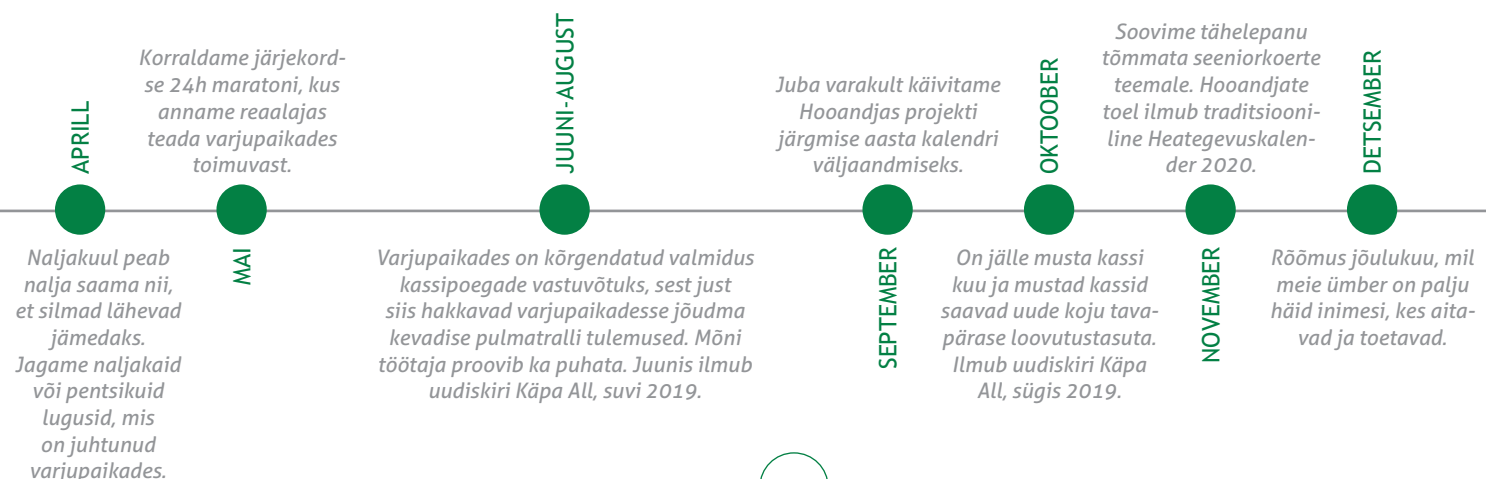 APRILL
Naljakuul peab
nalja saama nii,
et silmad lähevad
jämedaks.
Jagame naljakaid
või pentsikuid
lugusid, mis
on juhtunud
varjupaikades.
Korraldame järjekord-
se 24h maratoni, kus
anname reaalajas
teada varjupaikades
toimuvast.
MAI
JUUNI-AUGUST
Varjupaikades on kõrgendatud valmidus
kassipoegade vastuvõtuks, sest just
siis hakkavad varjupaikadesse jõudma
kevadise pulmatralli tulemused. Mõni
töötaja proovib ka puhata. Juunis ilmub
uudiskiri Käpa All, suvi 2019.
Juba varakult käivitame
Hooandjas projekti
järgmise aasta kalendri
väljaandmiseks.
SEPTEMBER
OKTOOBER
On jälle musta kassi
kuu ja mustad kassid
saavad uude koju tava-
pärase loovutustasuta.
Ilmub uudiskiri Käpa
All, sügis 2019.
Soovime tähelepanu
tõmmata seeniorkoerte
teemale. Hooandjate
toel ilmub traditsiooni-
line Heategevuskalen-
der 2020.
NOVEMBER
DETSEMBER
Rõõmus jõulukuu, mil
meie ümber on palju
häid inimesi, kes aita-
vad ja toetavad.